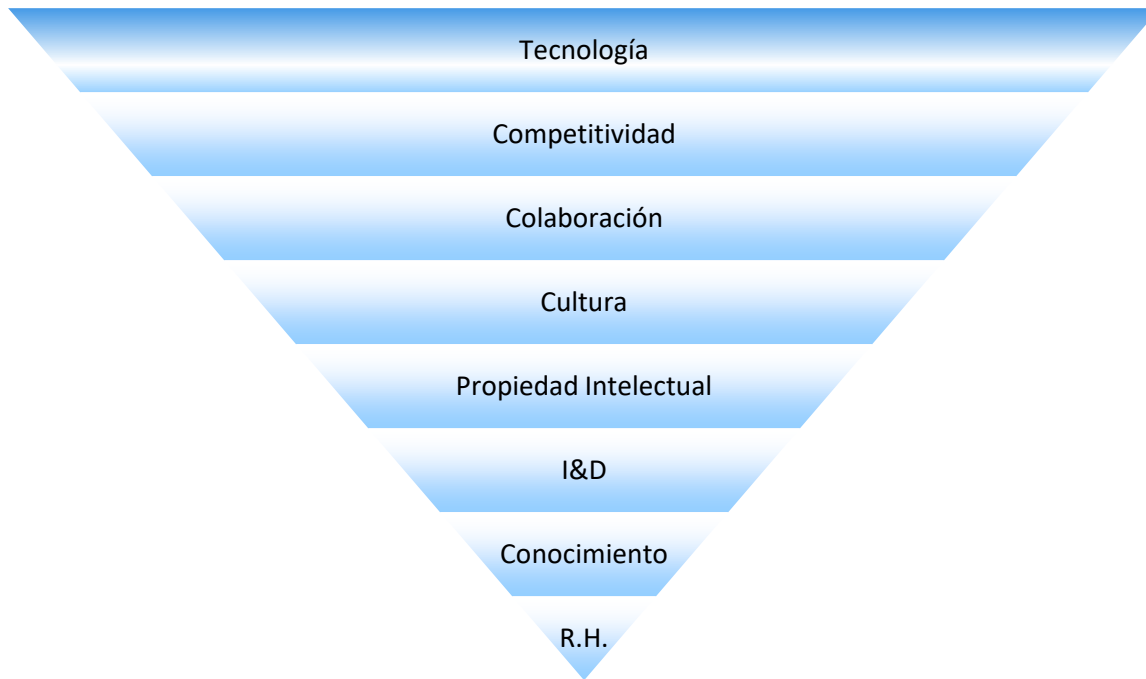 Tecnología
Competitividad
Colaboración
Cultura
Propiedad Intelectual
I&D
Conocimiento
R.H.